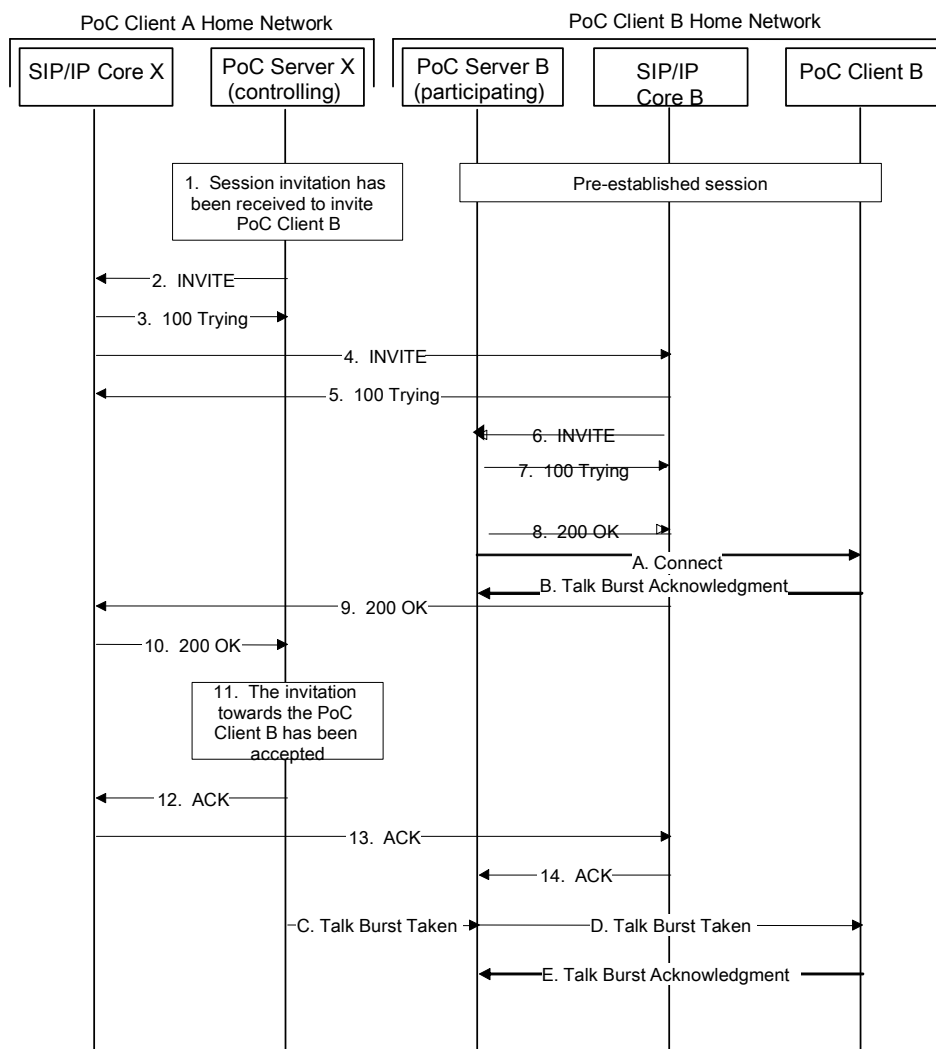 PoC Client A Home Network
PoC Client B Home Network
SIP/IP Core X
PoC Server X
(controlling)
PoC Server B
(participating)
SIP/IP
Core B
PoC Client B
1. Session invitation has
been received to invite
PoC Client B
Pre-established session
2. INVITE
3. 100 Trying
4. INVITE
5. 100 Trying
6. INVITE
7. 100 Trying
8. 200 OK
A. Connect
B. Talk Burst Acknowledgment
9. 200 OK
10. 200 OK
11. The invitation
towards the PoC
Client B has been
accepted
12. ACK
13. ACK
14. ACK
C. Talk Burst Taken
D. Talk Burst Taken
E. Talk Burst Acknowledgment